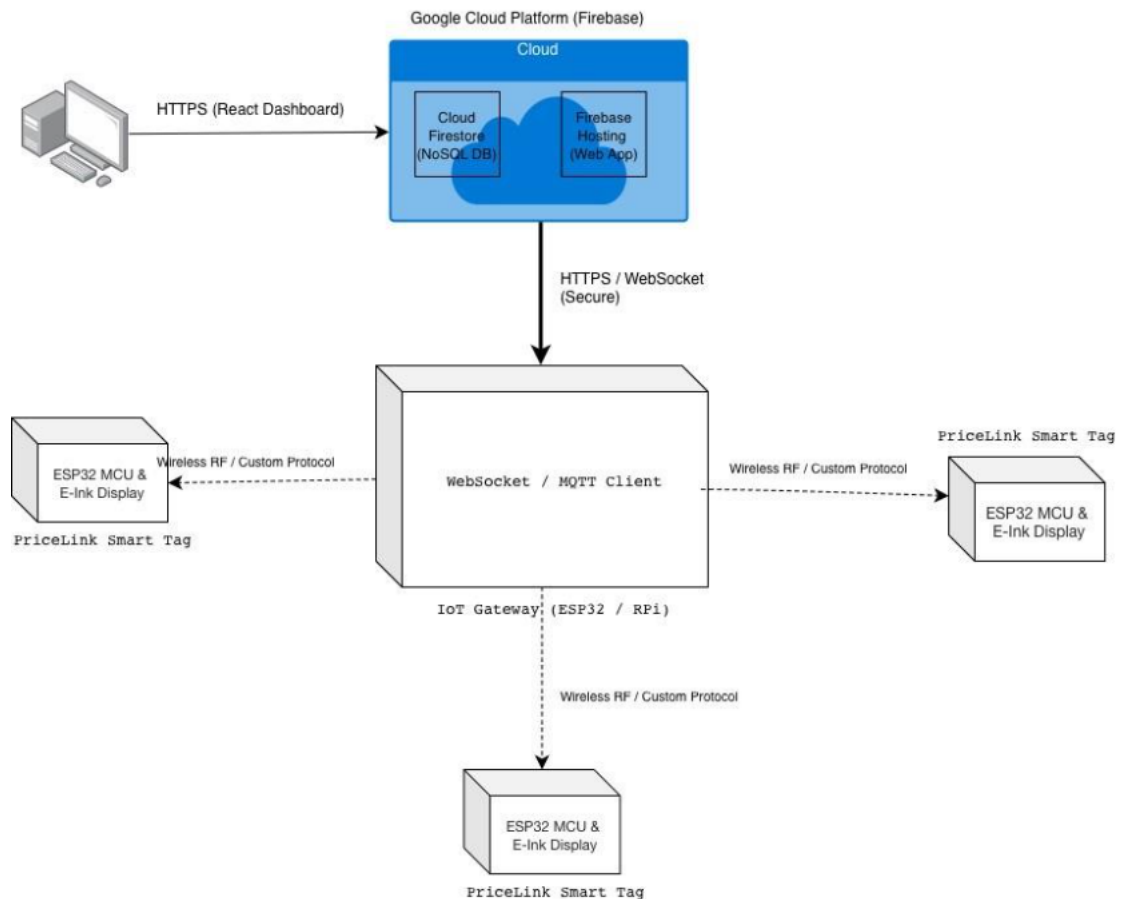 Google Cloud Platform (Firebase)
Cloud
HTTPS (React Dashboard)
Cloud
Firestore
(NoSQL DB)
Firebase
Hosting
(Web App)
HTTPS / WebSocket
(Secure)
PriceLink Smart Tag
Wireless RF / Custom Protocol
ESP32 MCU &
E-Ink Display
PriceLink Smart Tag
WebSocket / MQTT Client
Wireless RF / Custom Protocol
ESP32 MCU &
E-Ink Display
IoT Gateway (ESP32 / RPi)
Wireless RF / Custom Protocol
ESP32 MCU &
E-Ink Display
PriceLink Smart Tag